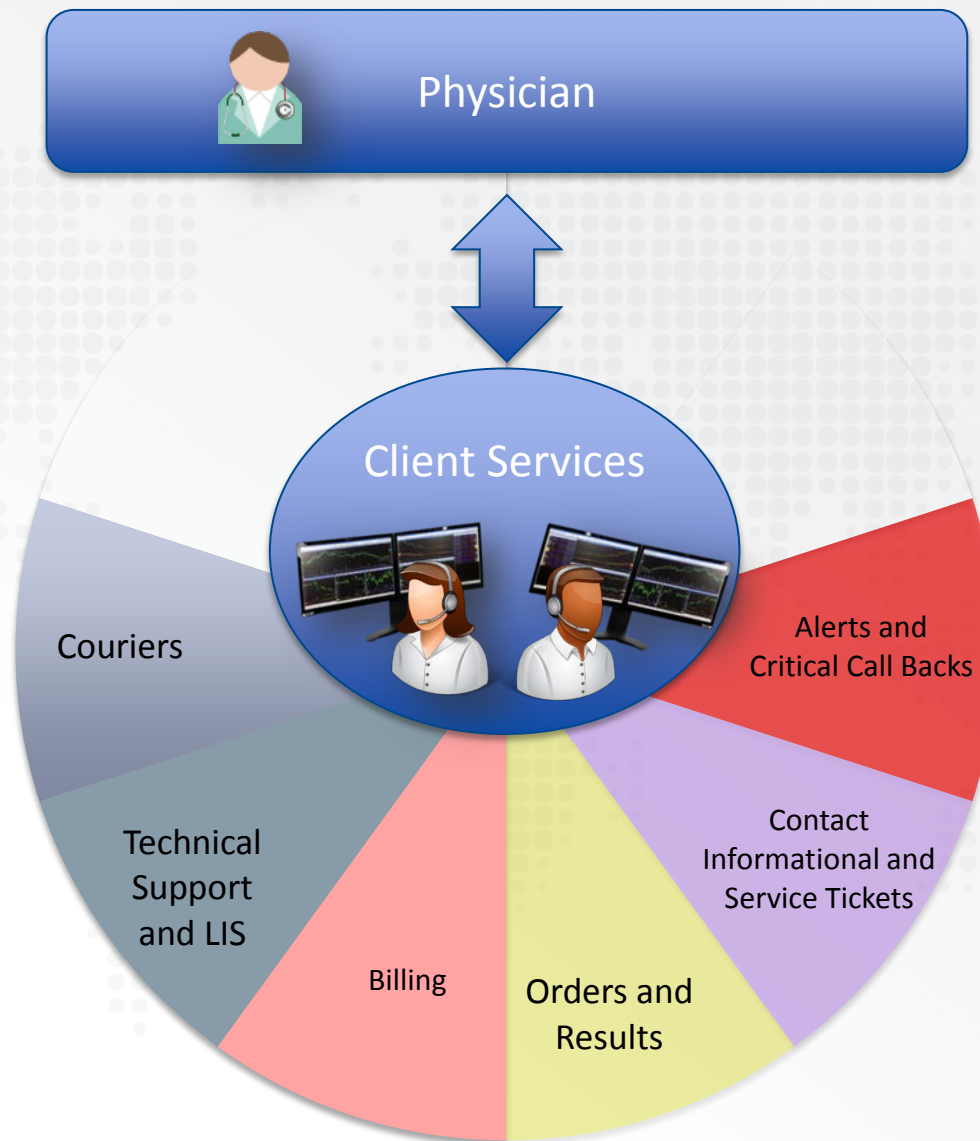 Physician
Client Services
Couriers
Alerts and
Critical Call Backs
Technical
Support
and LIS
Contact
Informational and
Service Tickets
Billing
Orders and
Results